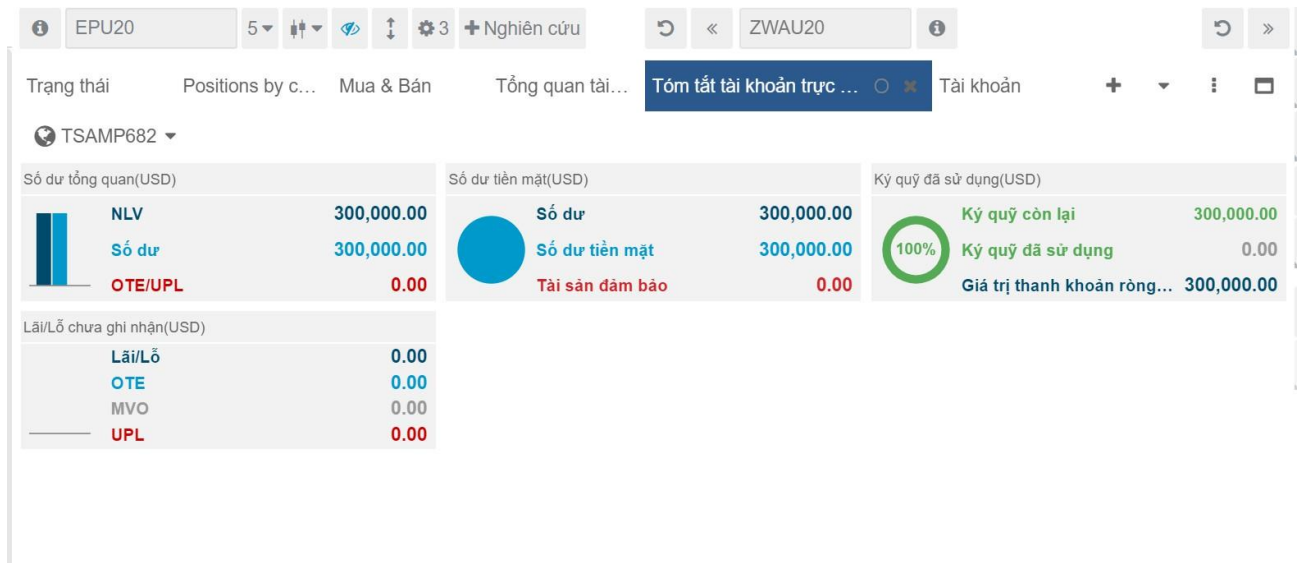 EPU20 5 3 Nghiên cứu ZWAU20
Trạng thái Positions by c... Mua & Bán Tổng quan tài... Tóm tắt tài khoản trực ... Tài khoản
TSAMP682
Số dư tổng quan(USD)
NLV 300,000.00
Số dư 300,000.00
OTE/UPL 0.00
Số dư tiền mặt(USD)
Số dư 300,000.00
Số dư tiền mặt 300,000.00
Tài sản đảm bảo 0.00
Ký quỹ đã sử dụng(USD)
100%
Ký quỹ còn lại 300,000.00
Ký quỹ đã sử dụng 0.00
Giá trị thanh khoản ròng... 300,000.00
Lãi/Lỗ chưa ghi nhận(USD)
Lãi/Lỗ 0.00
OTE 0.00
MVO 0.00
UPL 0.00